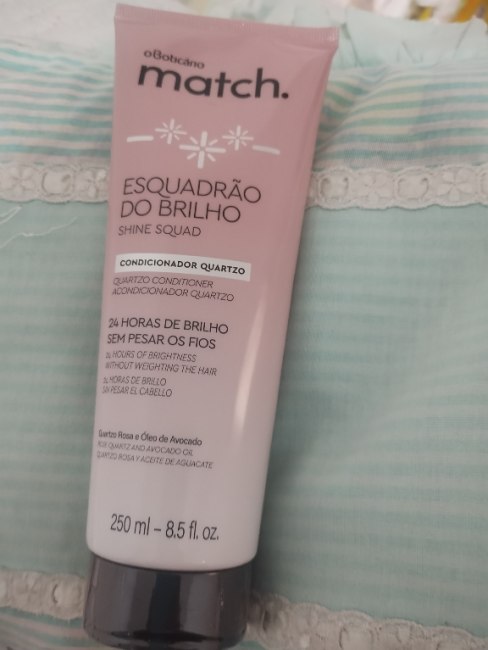 oBoticário
match.
ESQUADRÃO
DO BRILHO
SHINE SQUAD
CONDICIONADOR QUARTZO
QUARTZO CONDITIONER
ACONDICIONADOR QUARTZO
24 HORAS DE BRILHO
SEM PESAR OS FIOS
24 HOURS OF BRIGHTNESS
WITHOUT WEIGHTING THE HAIR
24 HORAS DE BRILLO
SIN PESAR EL CABELLO
Quartzo Rosa e Óleo de Avocado
ROSE QUARTZ AND AVOCADO OIL
QUARTZO ROSA Y ACEITE DE AGUACATE
250 ml – 8.5 fl. oz.